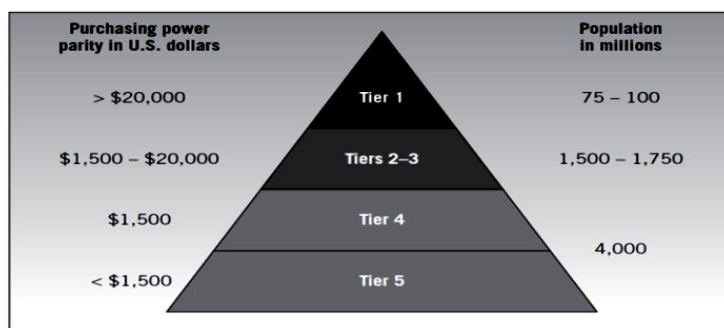 Purchasing power
parity in U.S. dollars
Population
in millions
> $20,000
Tier 1
75 – 100
$1,500 – $20,000
Tiers 2–3
1,500 – 1,750
$1,500
Tier 4
4,000
< $1,500
Tier 5